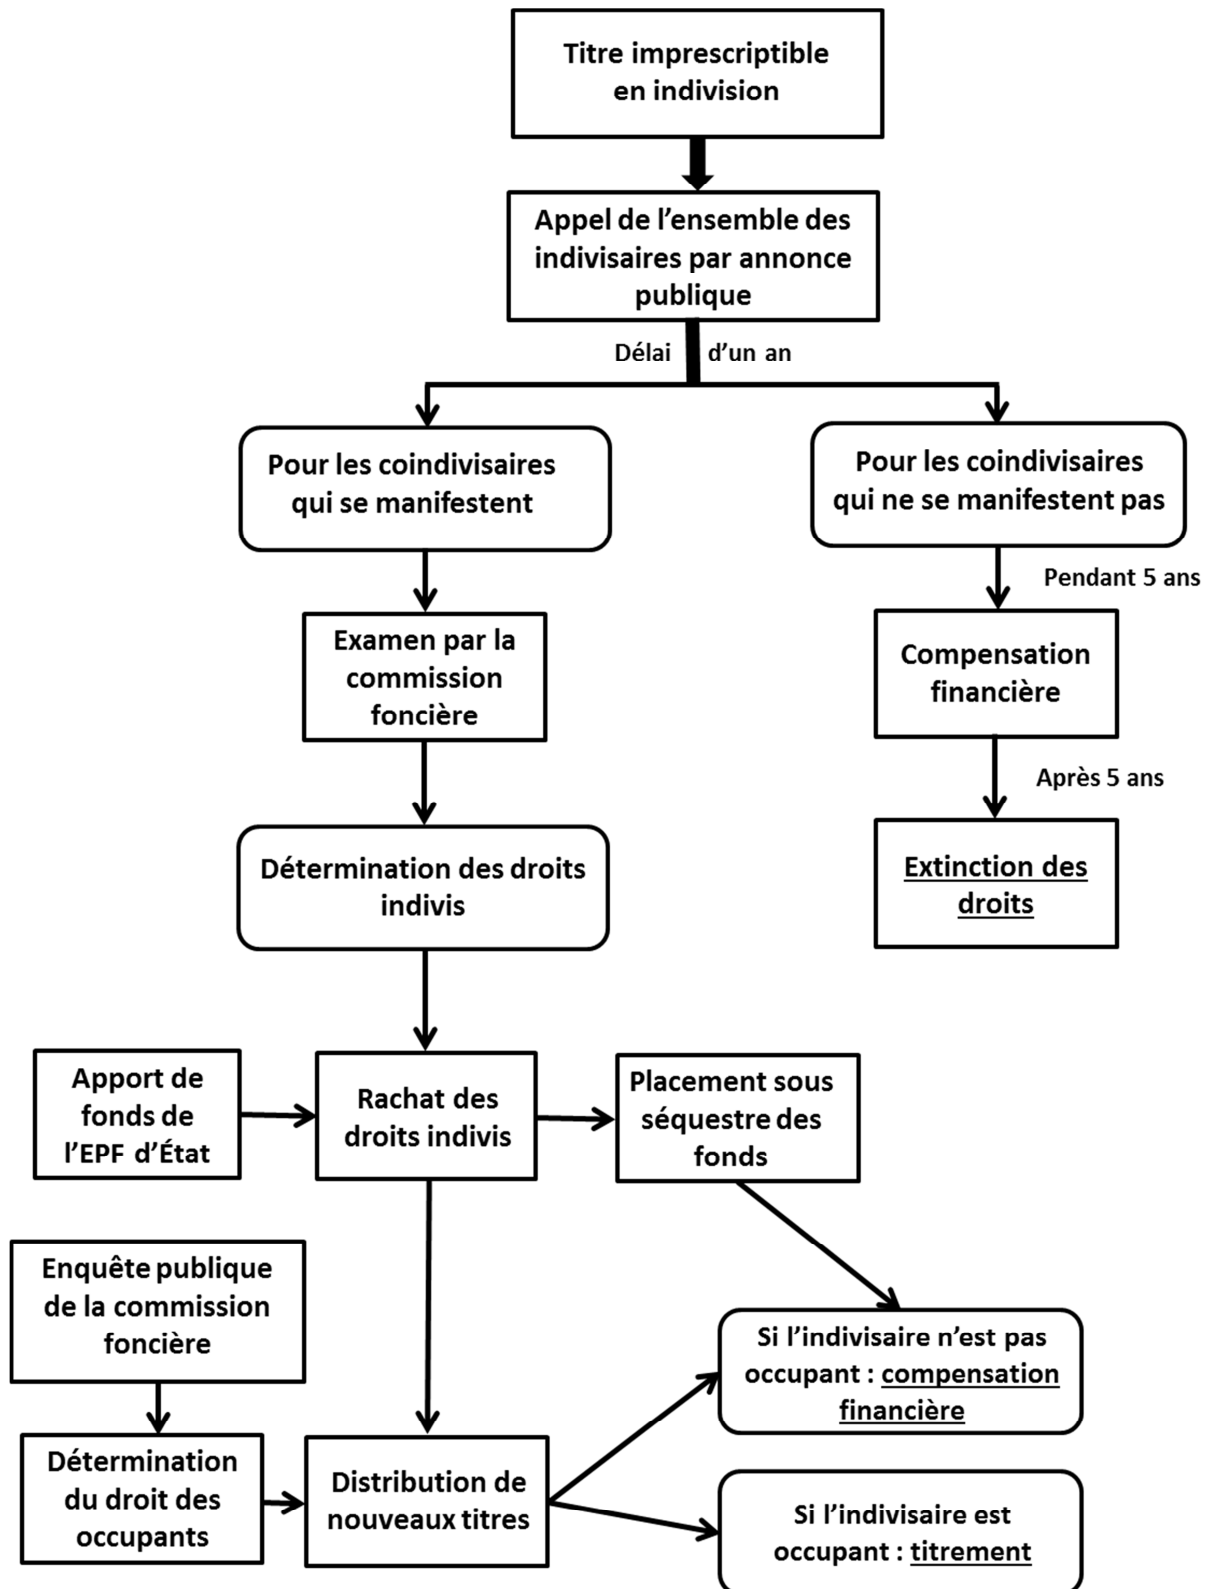 Titre imprescriptible
en indivision
Appel de l’ensemble des
indivisaires par annonce
publique
Délai d’un an
Pour les coindivisaires
qui se manifestent
Pour les coindivisaires
qui ne se manifestent pas
Pendant 5 ans
Examen par la
commission
foncière
Compensation
financière
Après 5 ans
Détermination des droits
indivis
Extinction des
droits
Apport de
fonds de
l’EPF d’État
Rachat des
droits indivis
Placement sous
séquestre des
fonds
Enquête publique
de la commission
foncière
Si l’indivisaire n’est pas
occupant : compensation
financière
Détermination
du droit des
occupants
Distribution de
nouveaux titres
Si l’indivisaire est
occupant : titrement